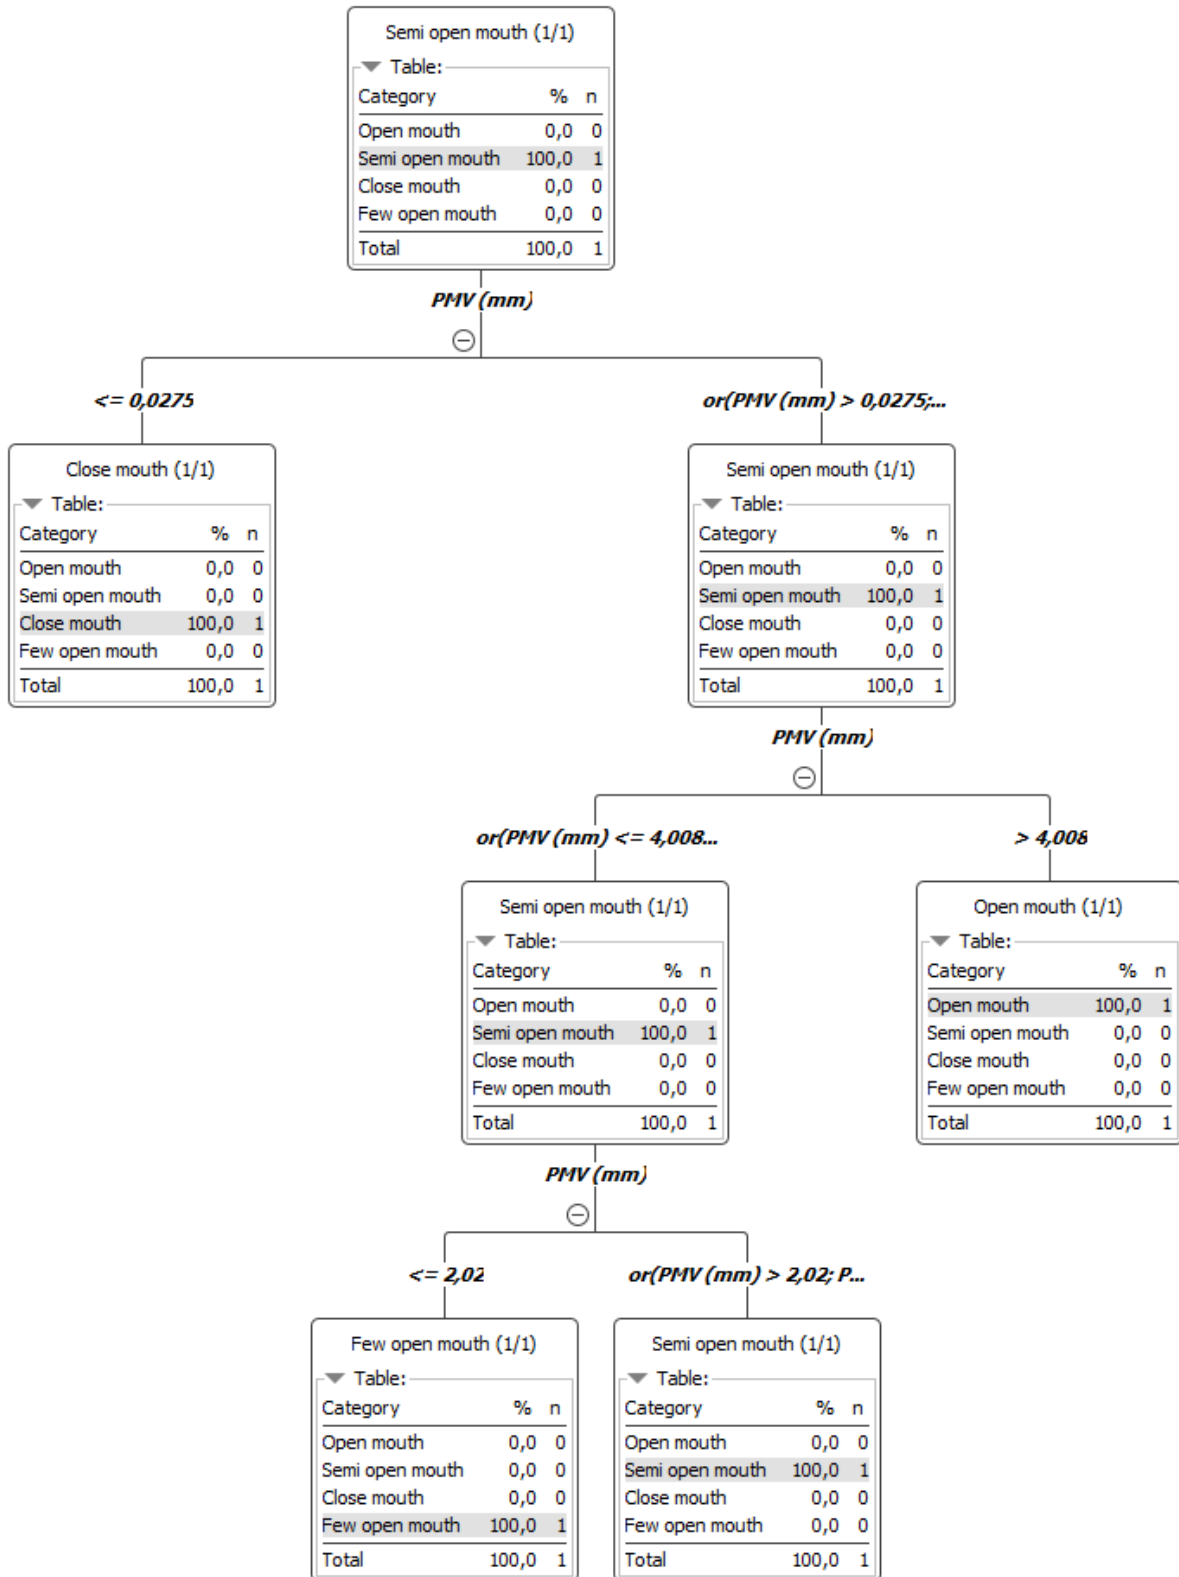 Semi open mouth (1/1)
Table:
Category % n
Open mouth 0,0 0
Semi open mouth 100,0 1
Close mouth 0,0 0
Few open mouth 0,0 0
Total 100,0 1
PMV (mm)
<= 0,0275
or(PMV (mm) > 0,0275;...
Close mouth (1/1)
Table:
Category % n
Open mouth 0,0 0
Semi open mouth 0,0 0
Close mouth 100,0 1
Few open mouth 0,0 0
Total 100,0 1
Semi open mouth (1/1)
Table:
Category % n
Open mouth 0,0 0
Semi open mouth 100,0 1
Close mouth 0,0 0
Few open mouth 0,0 0
Total 100,0 1
PMV (mm)
or(PMV (mm) <= 4,008...
> 4,008
Semi open mouth (1/1)
Table:
Category % n
Open mouth 0,0 0
Semi open mouth 100,0 1
Close mouth 0,0 0
Few open mouth 0,0 0
Total 100,0 1
Open mouth (1/1)
Table:
Category % n
Open mouth 100,0 1
Semi open mouth 0,0 0
Close mouth 0,0 0
Few open mouth 0,0 0
Total 100,0 1
PMV (mm)
<= 2,02
or(PMV (mm) > 2,02; P...
Few open mouth (1/1)
Table:
Category % n
Open mouth 0,0 0
Semi open mouth 0,0 0
Close mouth 0,0 0
Few open mouth 100,0 1
Total 100,0 1
Semi open mouth (1/1)
Table:
Category % n
Open mouth 0,0 0
Semi open mouth 100,0 1
Close mouth 0,0 0
Few open mouth 0,0 0
Total 100,0 1